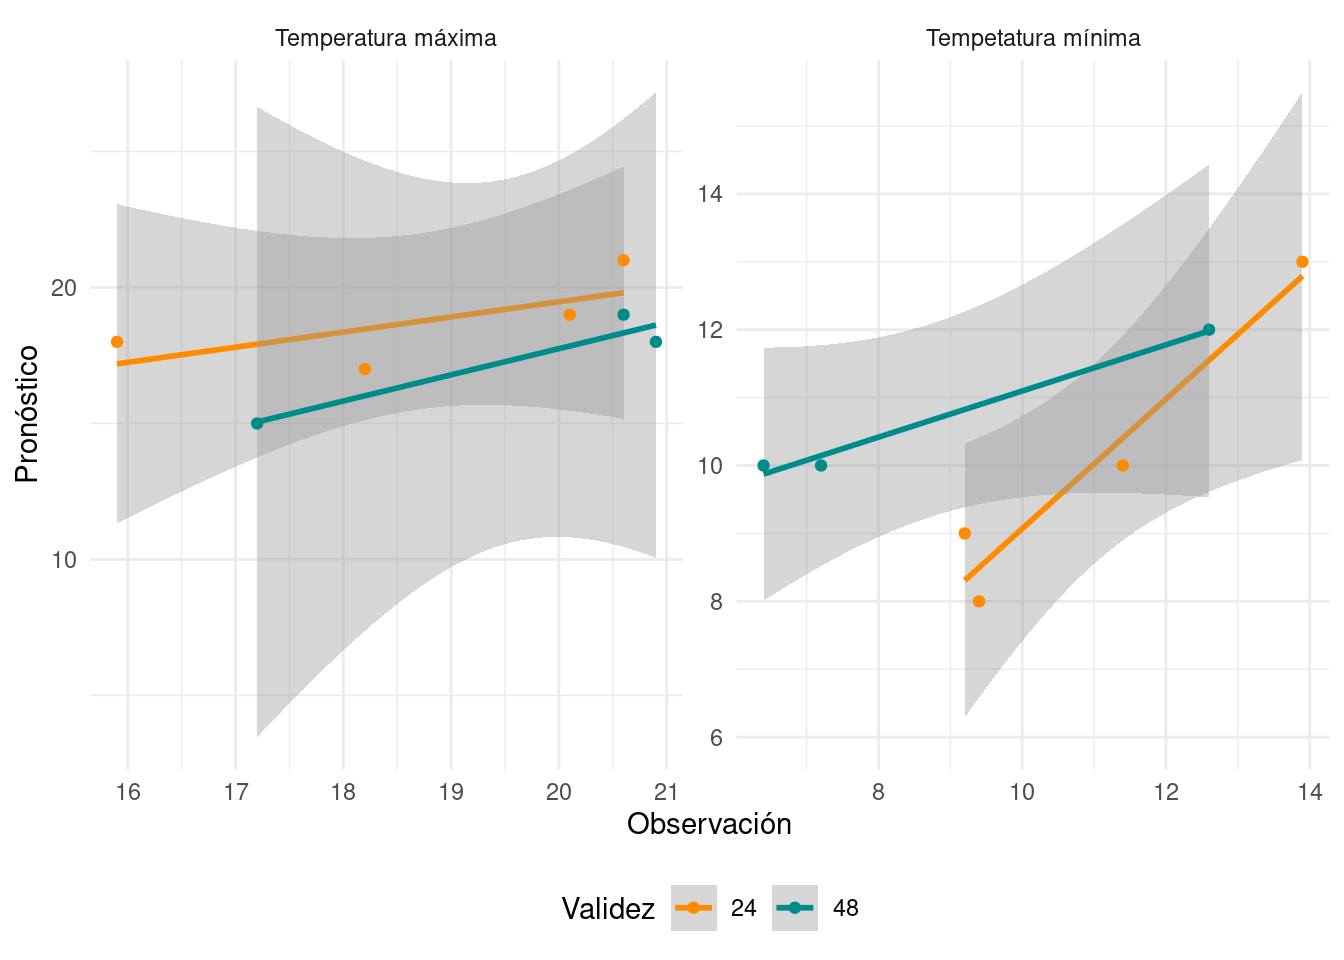 Temperatura máxima
Tempetatura mínima
Pronóstico
20
10
14
12
10
8
6
16 17 18 19 20 21
8 10 12 14
Observación
Validez 24 48